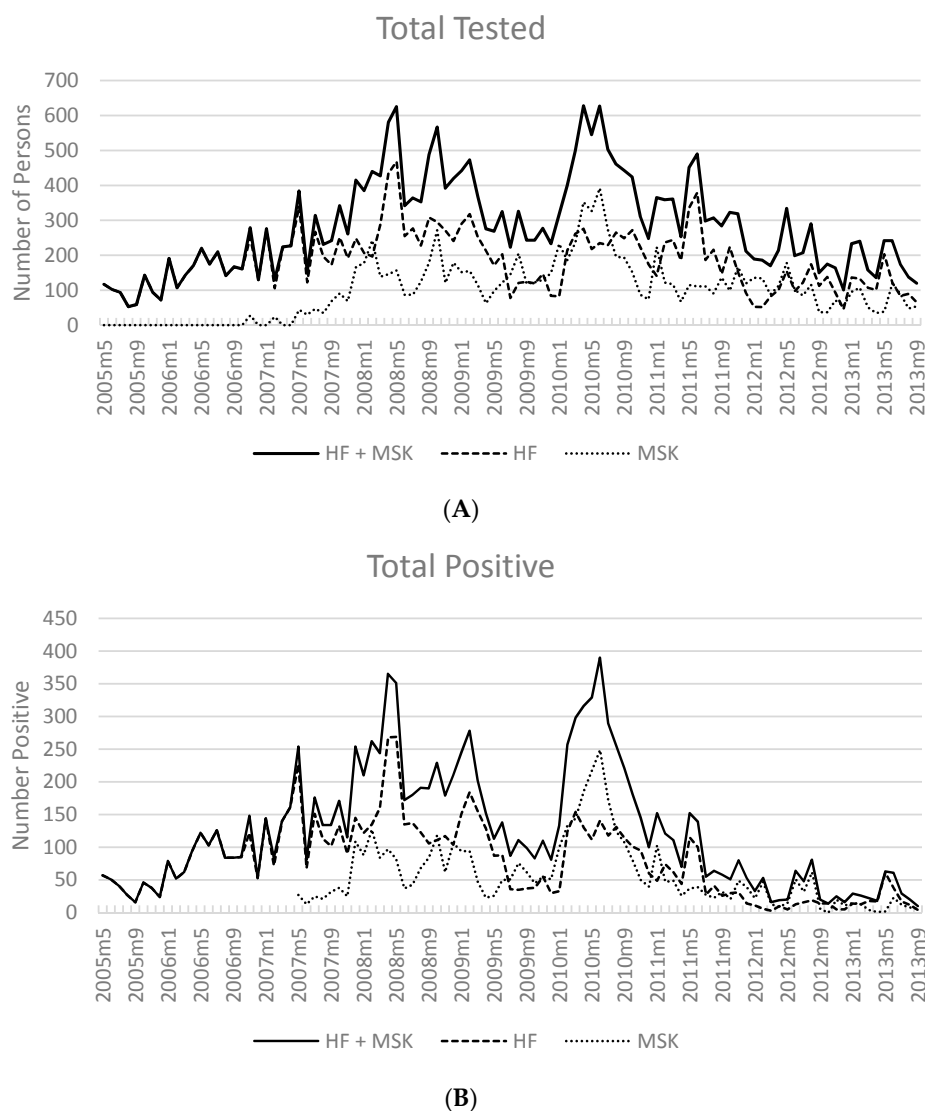 Total Tested
Number of Persons
700
600
500
400
300
200
100
0
2005m5
2005m9
2006m1
2006m5
2006m9
2007m1
2007m5
2007m9
2008m1
2008m5
2008m9
2009m1
2009m5
2009m9
2010m1
2010m5
2010m9
2011m1
2011m5
2011m9
2012m1
2012m5
2012m9
2013m1
2013m5
2013m9
HF + MSK HF MSK
(A)
Total Positive
Number Positive
450
400
350
300
250
200
150
100
50
0
2005m5
2005m9
2006m1
2006m5
2006m9
2007m1
2007m5
2007m9
2008m1
2008m5
2008m9
2009m1
2009m5
2009m9
2010m1
2010m5
2010m9
2011m1
2011m5
2011m9
2012m1
2012m5
2012m9
2013m1
2013m5
2013m9
HF + MSK HF MSK
(B)